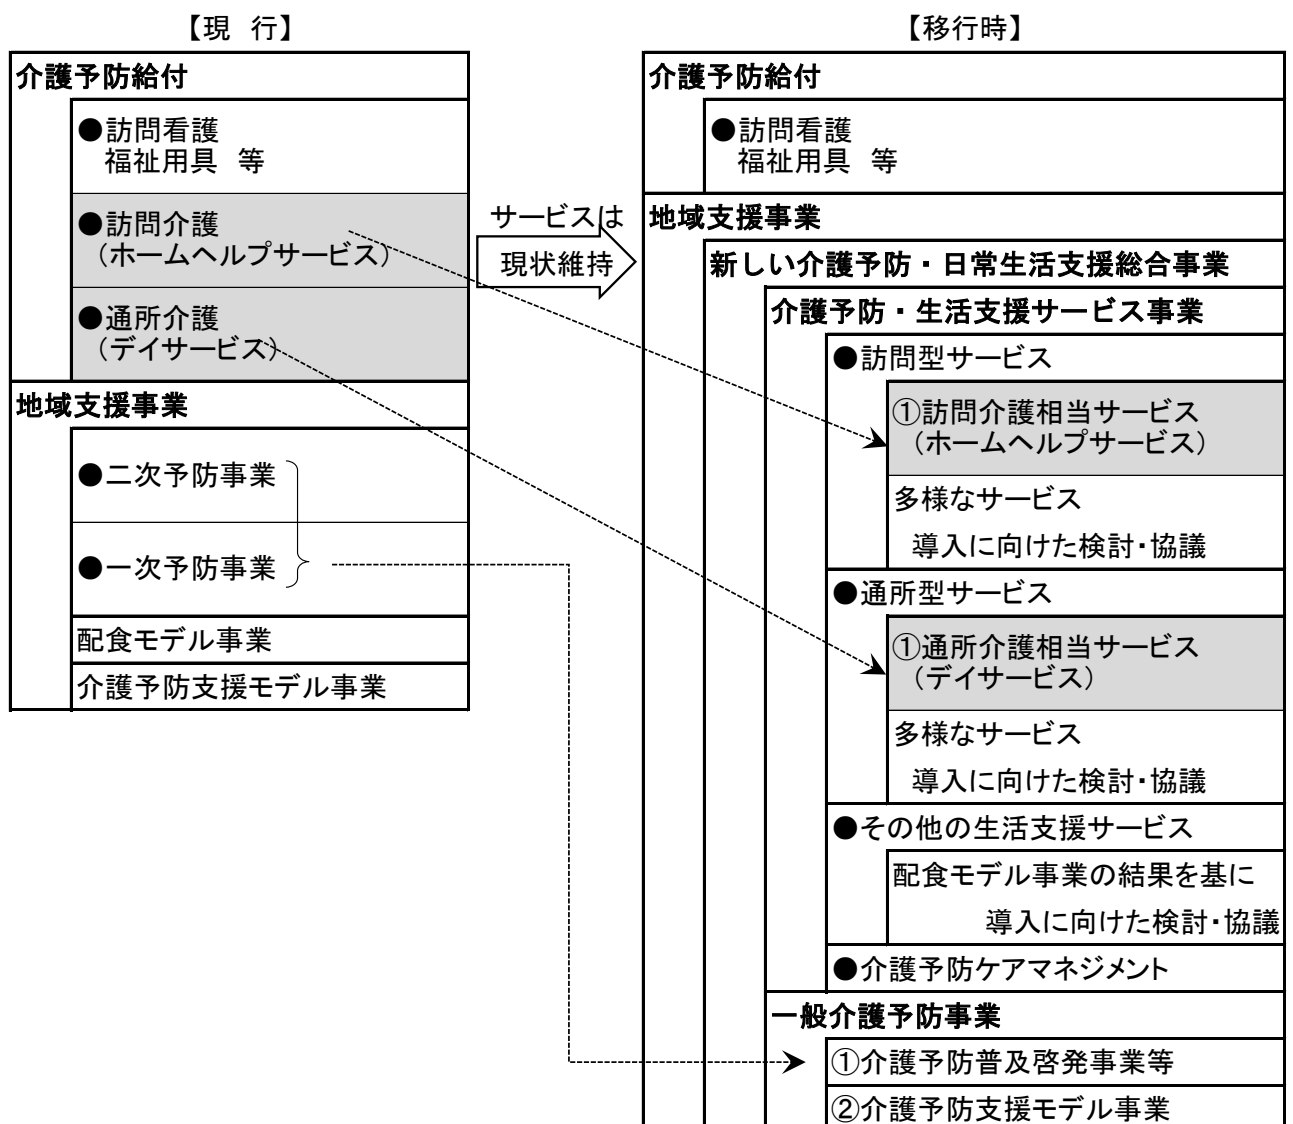 【現　行】
介護予防給付
●訪問看護
福祉用具　等
●訪問介護
（ホームヘルプサービス）
●通所介護
（デイサービス）
地域支援事業
●二次予防事業
●一次予防事業
配食モデル事業
介護予防支援モデル事業
サービスは
現状維持
【移行時】
介護予防給付
●訪問看護
福祉用具　等
地域支援事業
新しい介護予防・日常生活支援総合事業
介護予防・生活支援サービス事業
●訪問型サービス
①訪問介護相当サービス
（ホームヘルプサービス）
多様なサービス
導入に向けた検討・協議
●通所型サービス
①通所介護相当サービス
（デイサービス）
多様なサービス
導入に向けた検討・協議
●その他の生活支援サービス
配食モデル事業の結果を基に
導入に向けた検討・協議
●介護予防ケアマネジメント
一般介護予防事業
①介護予防普及啓発事業等
②介護予防支援モデル事業